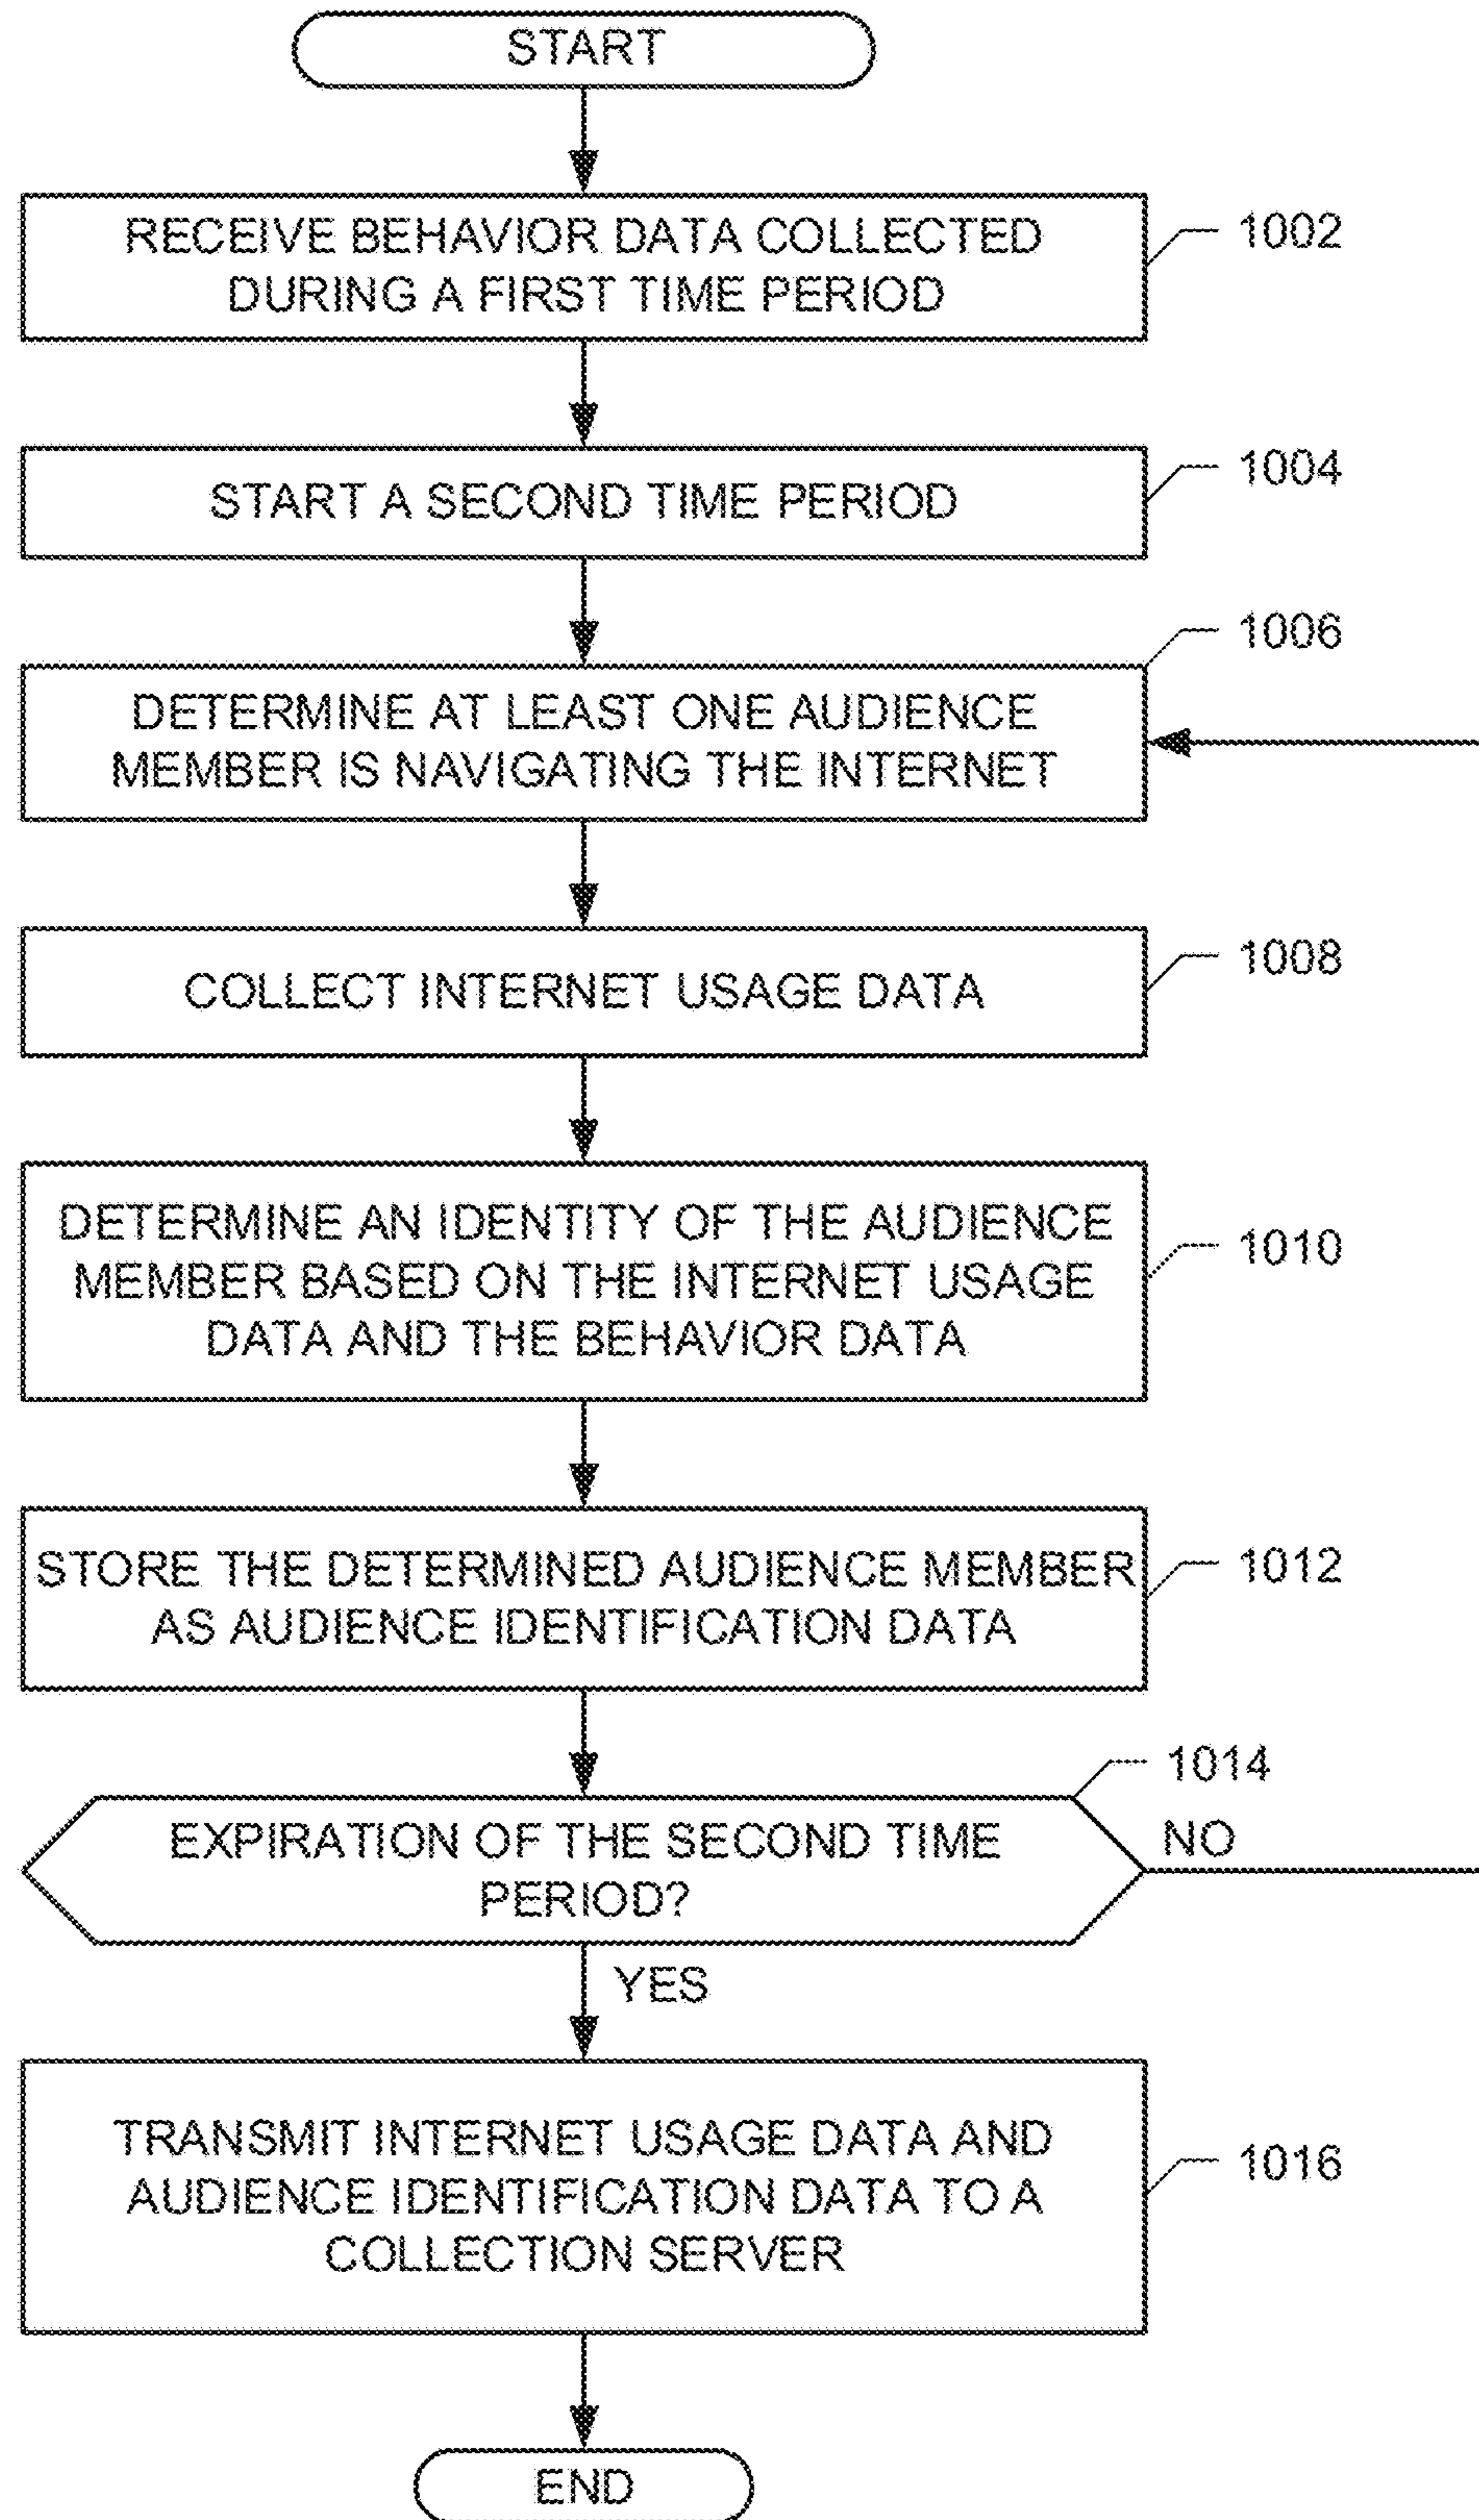 START
RECEIVE BEHAVIOR DATA COLLECTED
DURING A FIRST TIME PERIOD
1002
START A SECOND TIME PERIOD
1004
1006
DETERMINE AT LEAST ONE AUDIENCE
MEMBER IS NAVIGATING THE INTERNET
COLLECT INTERNET USAGE DATA
1008
DETERMINE AN IDENTITY OF THE AUDIENCE
MEMBER BASED ON THE INTERNET USAGE
DATA AND THE BEHAVIOR DATA
1010
STORE THE DETERMINED AUDIENCE MEMBER
AS AUDIENCE IDENTIFICATION DATA
1012
1014
EXPIRATION OF THE SECOND TIME
PERIOD?
NO
YES
TRANSMIT INTERNET USAGE DATA AND
AUDIENCE IDENTIFICATION DATA TO A
COLLECTION SERVER
1016
END